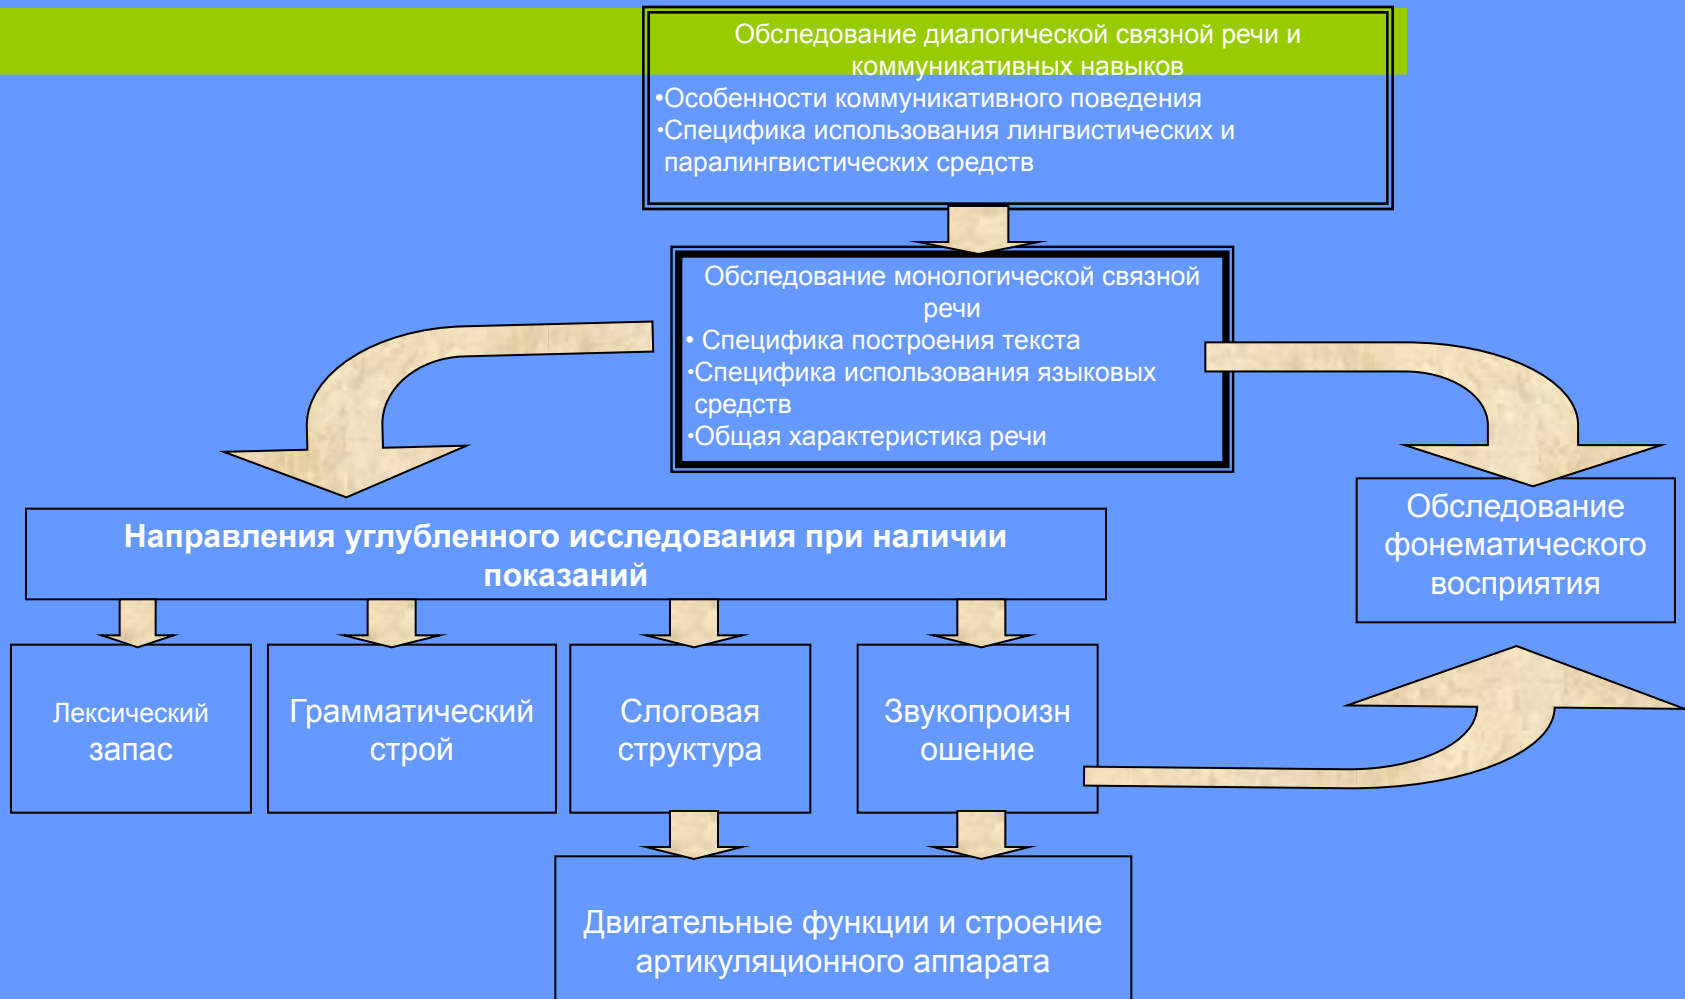 Обследование диалогической связной речи и
коммуникативных навыков
•Особенности коммуникативного поведения
•Специфика использования лингвистических и
паралингвистических средств
Обследование монологической связной
речи
• Специфика построения текста
•Специфика использования языковых
средств
•Общая характеристика речи
Направления углубленного исследования при наличии
показаний
Обследование
фонематического
восприятия
Лексический
запас
Грамматический
строй
Слоговая
структура
Звукопроизн
ошение
Двигательные функции и строение
артикуляционного аппарата